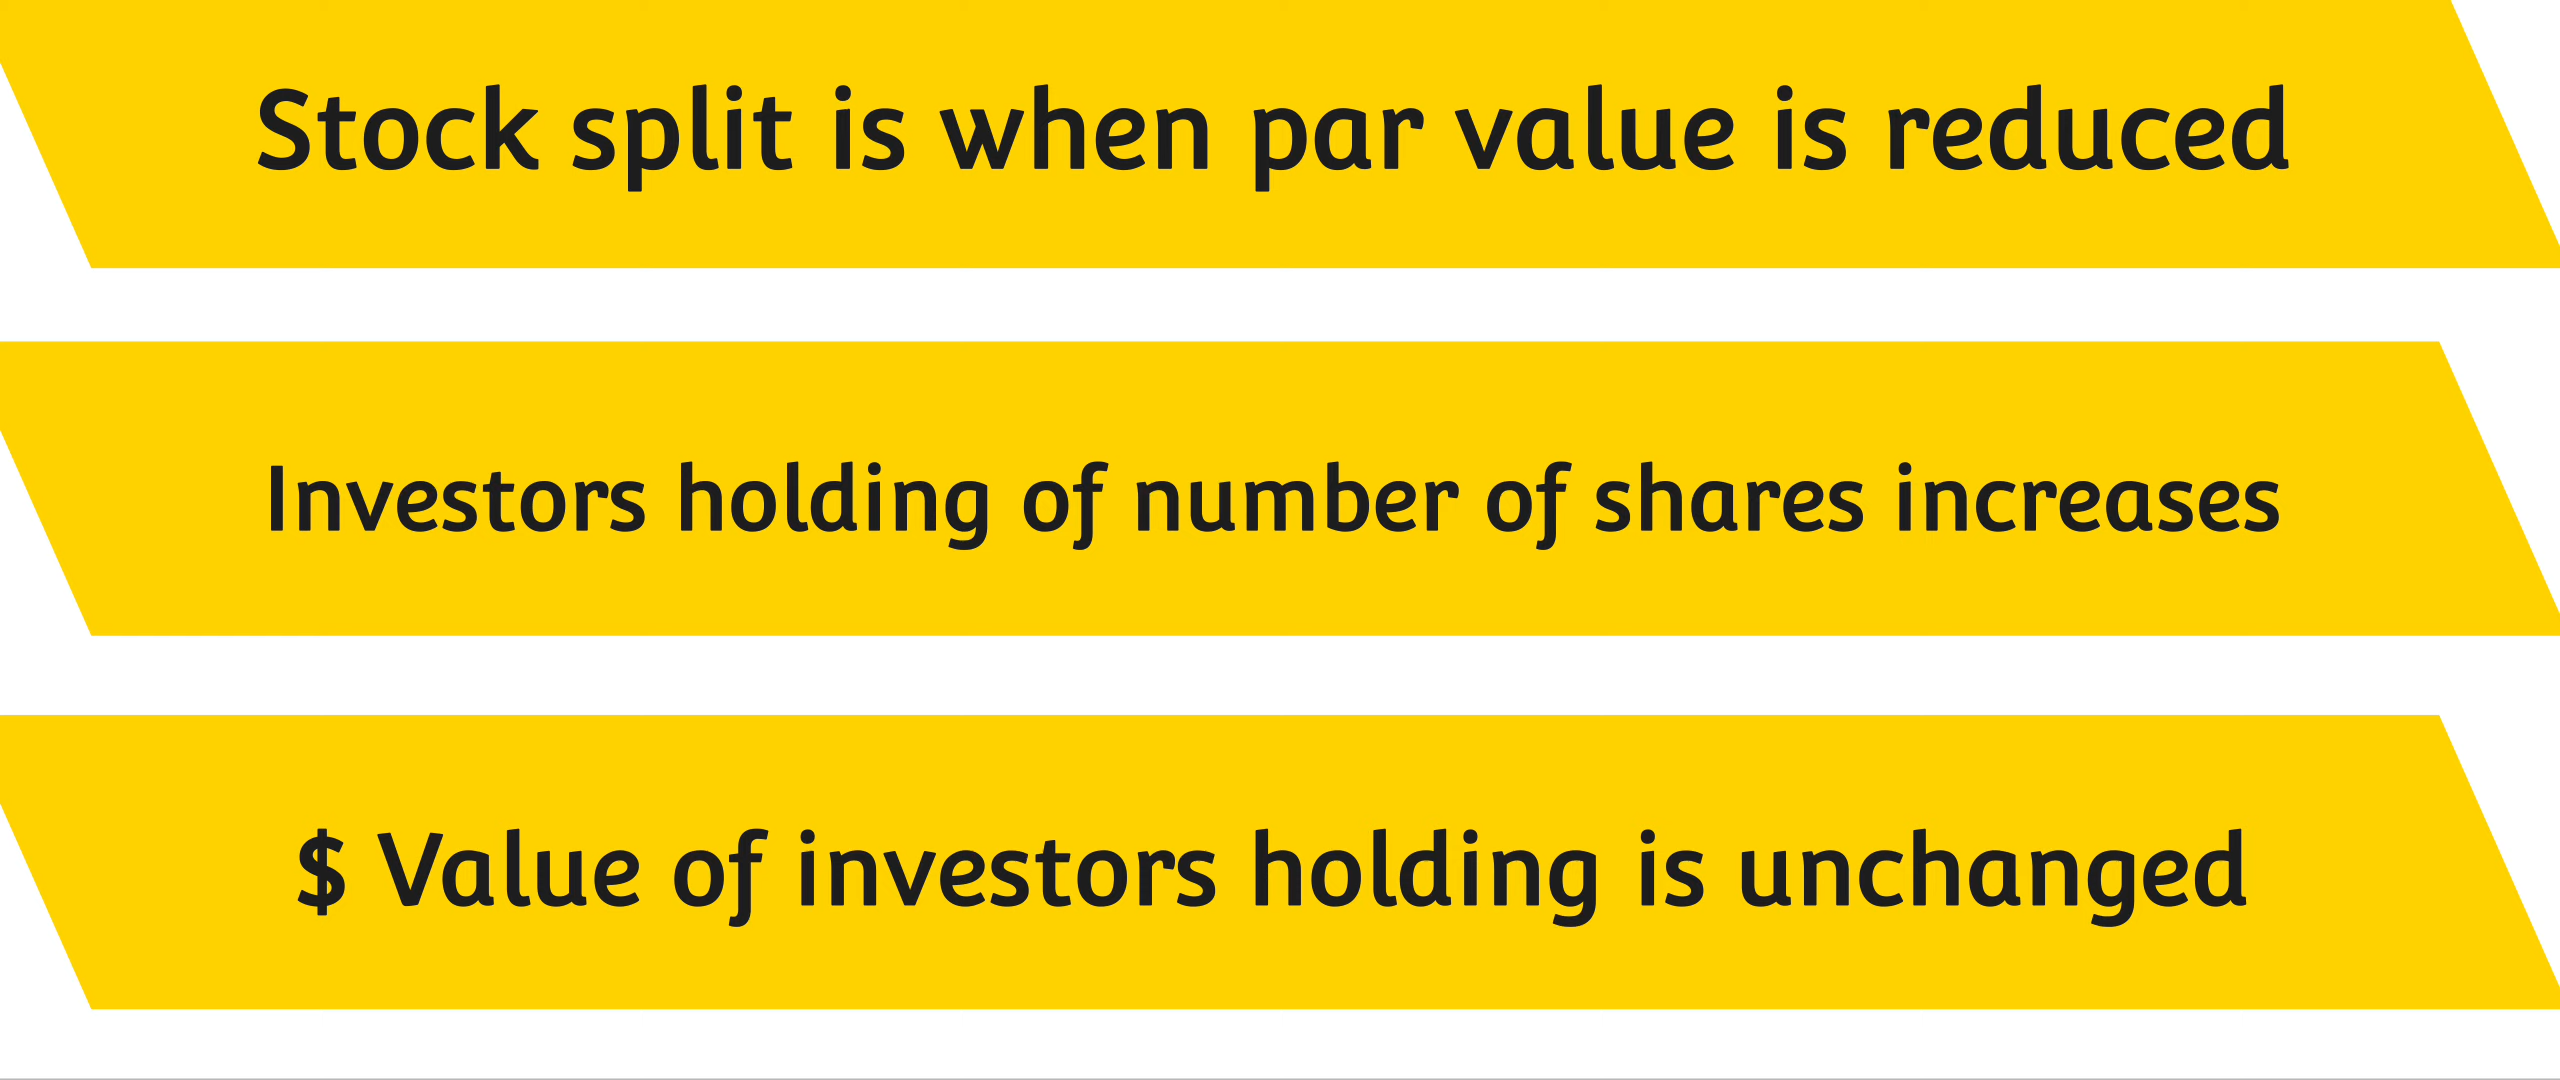 Stock split is when par value is reduced
Investors holding of number of shares increases
$ Value of investors holding is unchanged